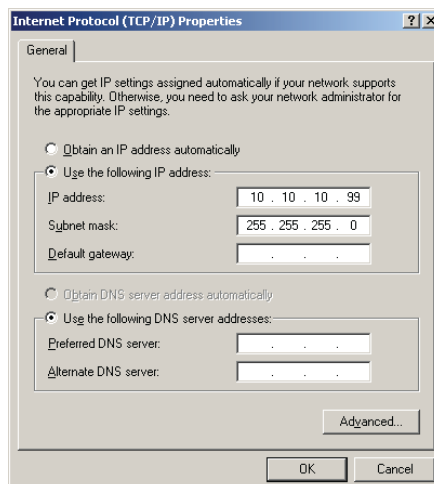 Internet Protocol (TCP/IP) Properties
General
You can get IP settings assigned automatically if your network supports
this capability. Otherwise, you need to ask your network administrator for
the appropriate IP settings.
Obtain an IP address automatically
Use the following IP address:
IP address: 10 . 10 . 10 . 99
Subnet mask: 255 . 255 . 255 . 0
Default gateway: . . .
Obtain DNS server address automatically
Use the following DNS server addresses:
Preferred DNS server: . . .
Alternate DNS server: . . .
Advanced...
OK Cancel